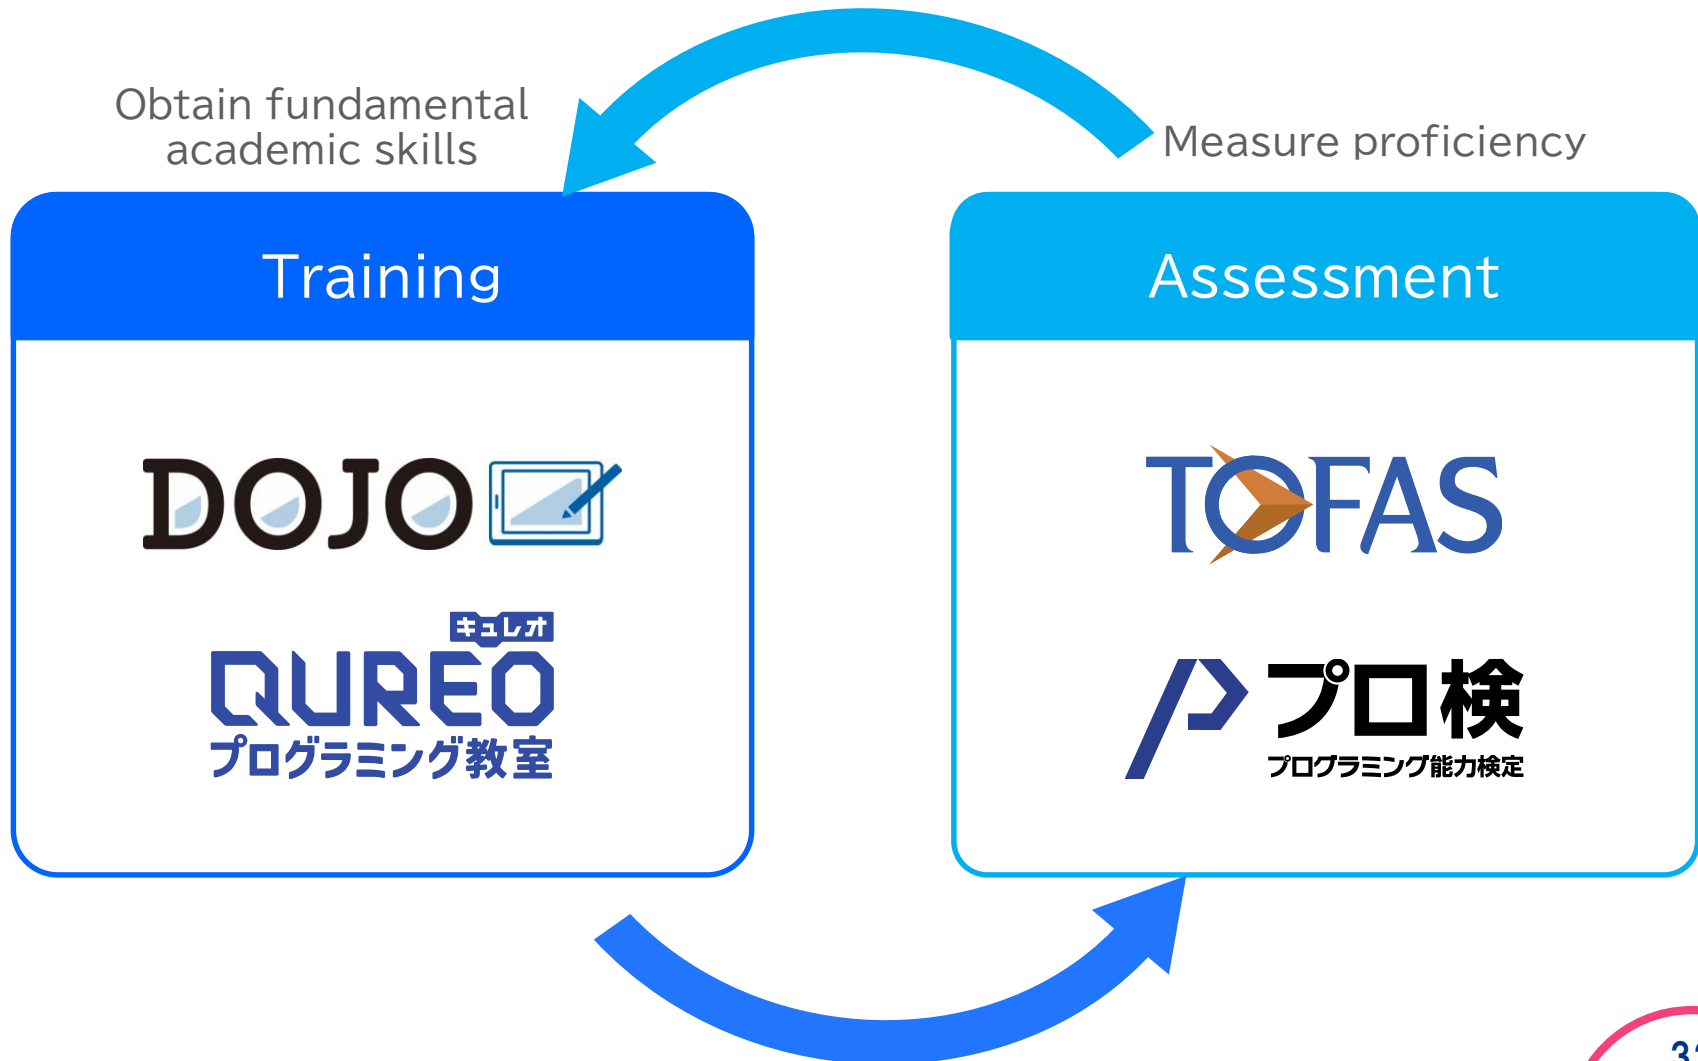 Obtain fundamental
academic skills
Measure proficiency
Training
Assessment
DOJO
TOFAS
キュレオ
QUREO
プログラミング教室
プロ検
プログラミング能力検定